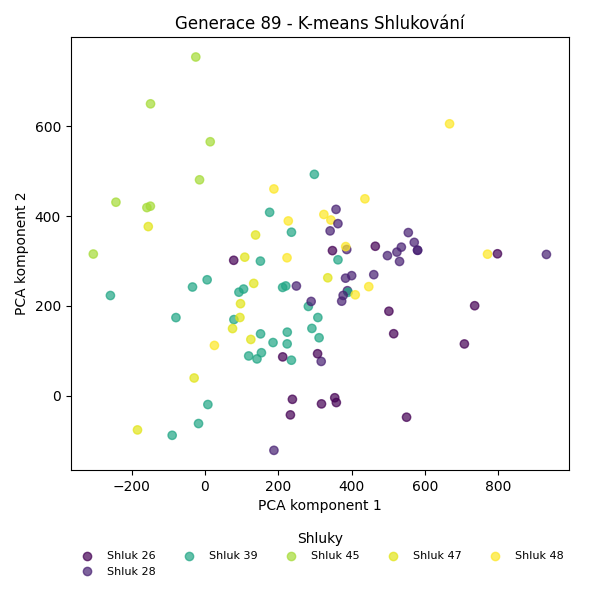 Generace 89 - K-means Shlukování
PCA komponent 2
600
400
200
0
−200
0
200
400
600
800
PCA komponent 1
Shluky
Shluk 26
Shluk 39
Shluk 45
Shluk 47
Shluk 48
Shluk 28